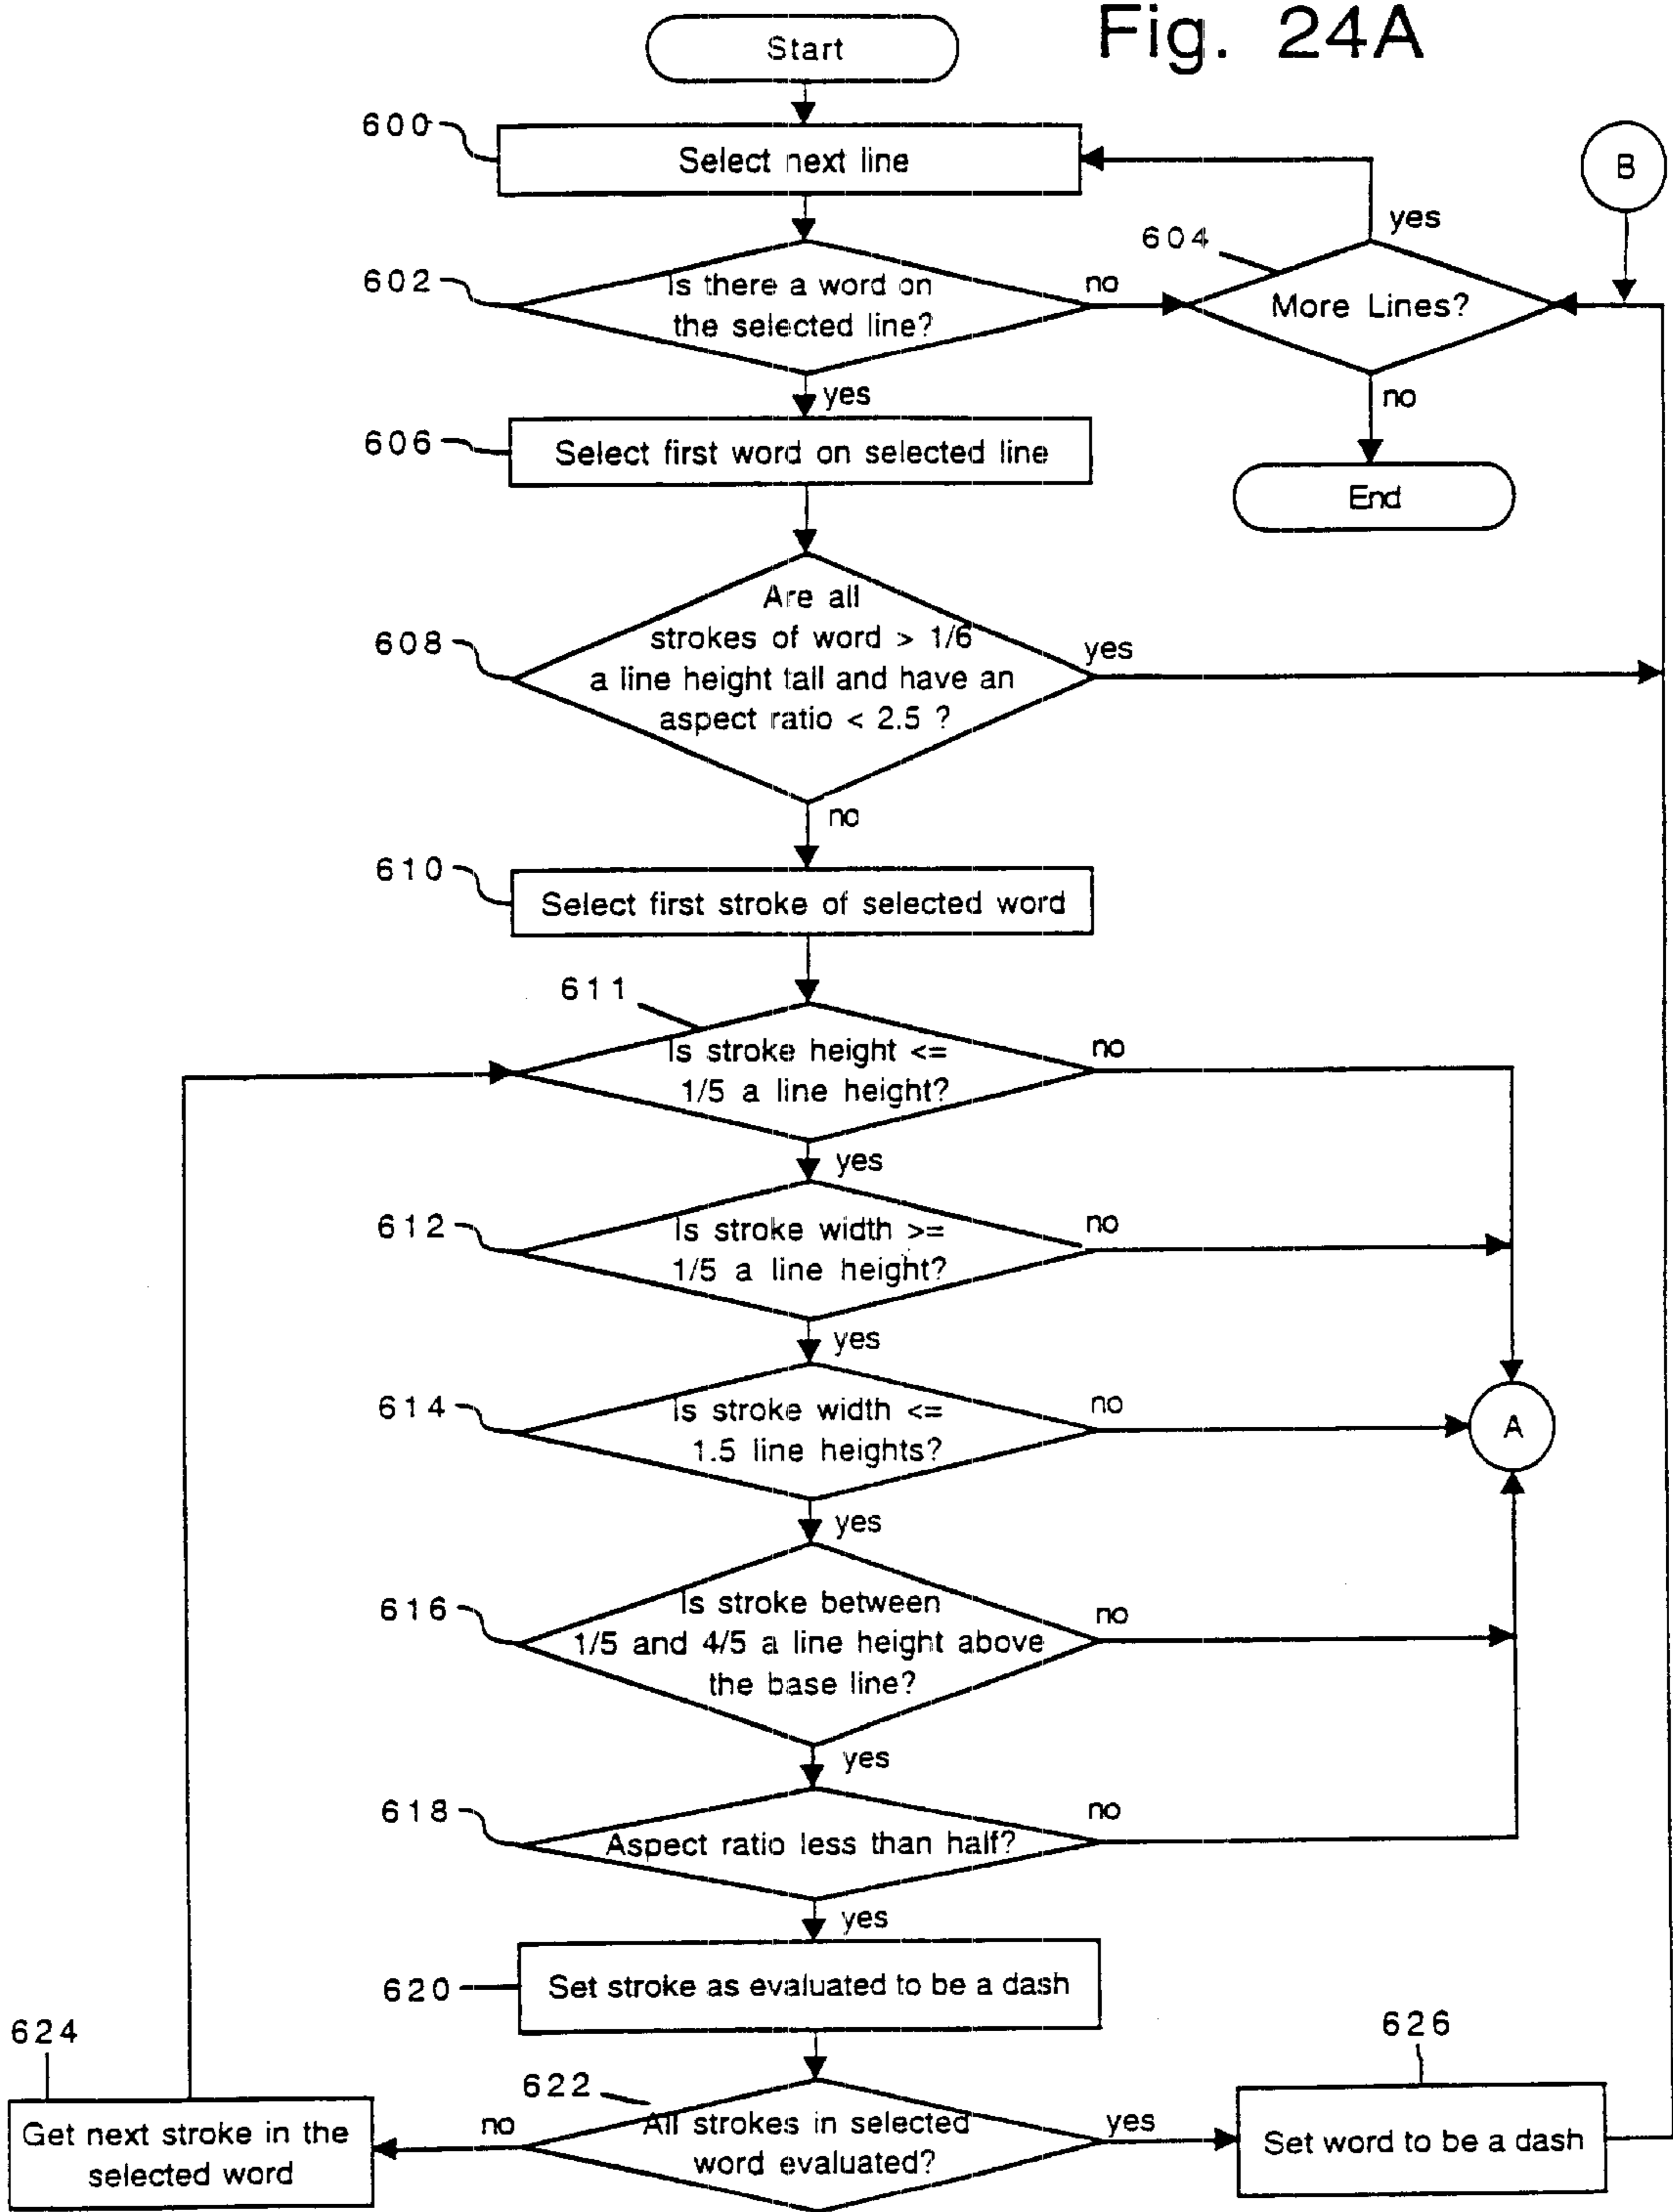 Fig. 24A
Start
600
Select next line
B
yes
604
602
Is there a word on
the selected line?
no
More Lines?
yes
no
606
Select first word on selected line
End
608
Are all
strokes of word > 1/6
a line height tall and have an
aspect ratio < 2.5 ?
yes
no
610
Select first stroke of selected word
611
Is stroke height <=
1/5 a line height?
no
yes
612
Is stroke width >=
1/5 a line height?
no
yes
614
Is stroke width <=
1.5 line heights?
no
A
yes
616
Is stroke between
1/5 and 4/5 a line height above
the base line?
no
yes
618
Aspect ratio less than half?
no
yes
620
Set stroke as evaluated to be a dash
624
626
622
Get next stroke in the
selected word
no
All strokes in selected
word evaluated?
yes
Set word to be a dash